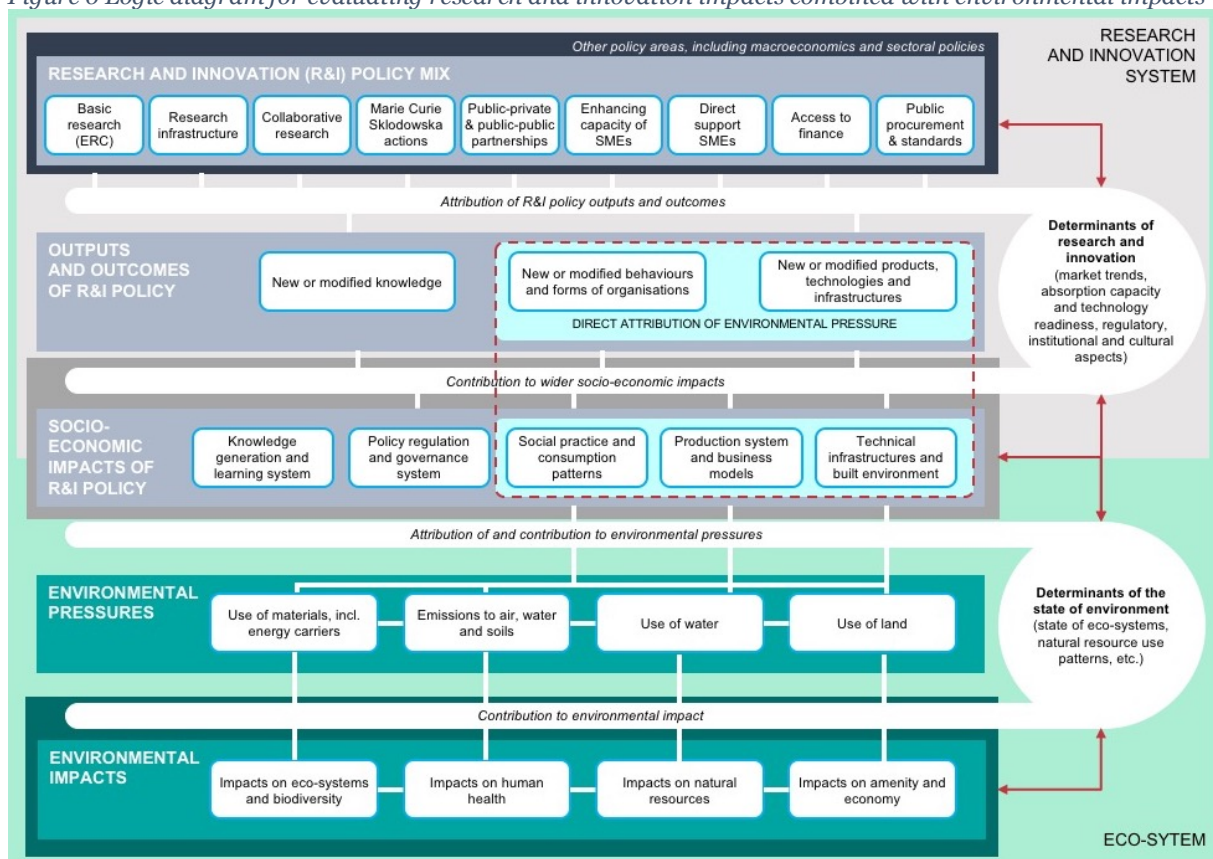 Figure 8 Logic diagram for evaluating research and innovation impacts combined with environmental impacts
Other policy areas, including macroeconomics and sectoral policies
RESEARCH
AND INNOVATION
SYSTEM
RESEARCH AND INNOVATION (R&I) POLICY MIX
Basic
research
(ERC)
Research
infrastructure
Collaborative
research
Marie Curie
Sklodowska
actions
Public-private
& public-public
partnerships
Enhancing
capacity of
SMEs
Direct
support
SMEs
Access to
finance
Public
procurement
& standards
Attribution of R&I policy outputs and outcomes
OUTPUTS
AND OUTCOMES
OF R&I POLICY
New or modified knowledge
New or modified behaviours
and forms of organisations
New or modified products,
technologies and
infrastructures
DIRECT ATTRIBUTION OF ENVIRONMENTAL PRESSURE
Determinants of
research and
innovation
(market trends,
absorption capacity
and technology
readiness, regulatory,
institutional and cultural
aspects)
Contribution to wider socio-economic impacts
SOCIO-
ECONOMIC
IMPACTS OF
R&I POLICY
Knowledge
generation and
learning system
Policy regulation
and governance
system
Social practice and
consumption
patterns
Production system
and business
models
Technical
infrastructures and
built environment
Attribution of and contribution to environmental pressures
ENVIRONMENTAL
PRESSURES
Use of materials, incl.
energy carriers
Emissions to air, water
and soils
Use of water
Use of land
Determinants of the
state of environment
(state of eco-systems,
natural resource use
patterns, etc.)
Contribution to environmental impact
ENVIRONMENTAL
IMPACTS
Impacts on eco-systems
and biodiversity
Impacts on human
health
Impacts on natural
resources
Impacts on amenity and
economy
ECO-SYTEM